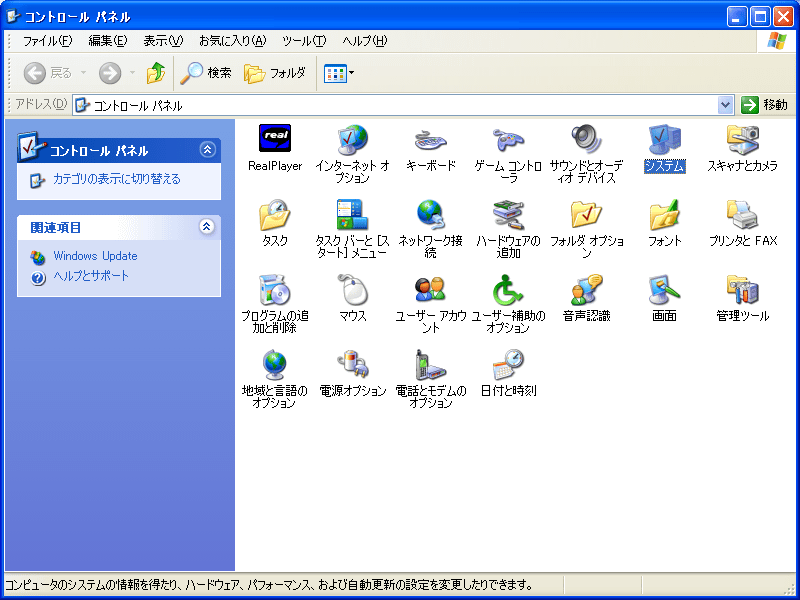 コントロール パネル
ファイル(F) 編集(E) 表示(V) お気に入り(A) ツール(T) ヘルプ(H)
戻る 検索 フォルダ
アドレス(D) コントロール パネル 移動
コントロール パネル
カテゴリの表示に切り替える
関連項目
Windows Update
ヘルプとサポート
real
RealPlayer
インターネット オ
プション
キーボード
ゲーム コントロ
ーラ
サウンドとオーデ
ィオ デバイス
システム
スキャナとカメラ
タスク
タスク バーと [ス
タート] メニュー
ネットワーク接
続
ハードウェアの
追加
フォルダ オプショ
ン
フォント
プリンタと FAX
プログラムの追
加と削除
マウス
ユーザー アカウ
ント
ユーザー補助の
オプション
音声認識
画面
管理ツール
地域と言語の
オプション
電源オプション
電話とモデムの
オプション
日付と時刻
コンピュータのシステムの情報を得たり、ハードウェア、パフォーマンス、および自動更新の設定を変更したりできます。